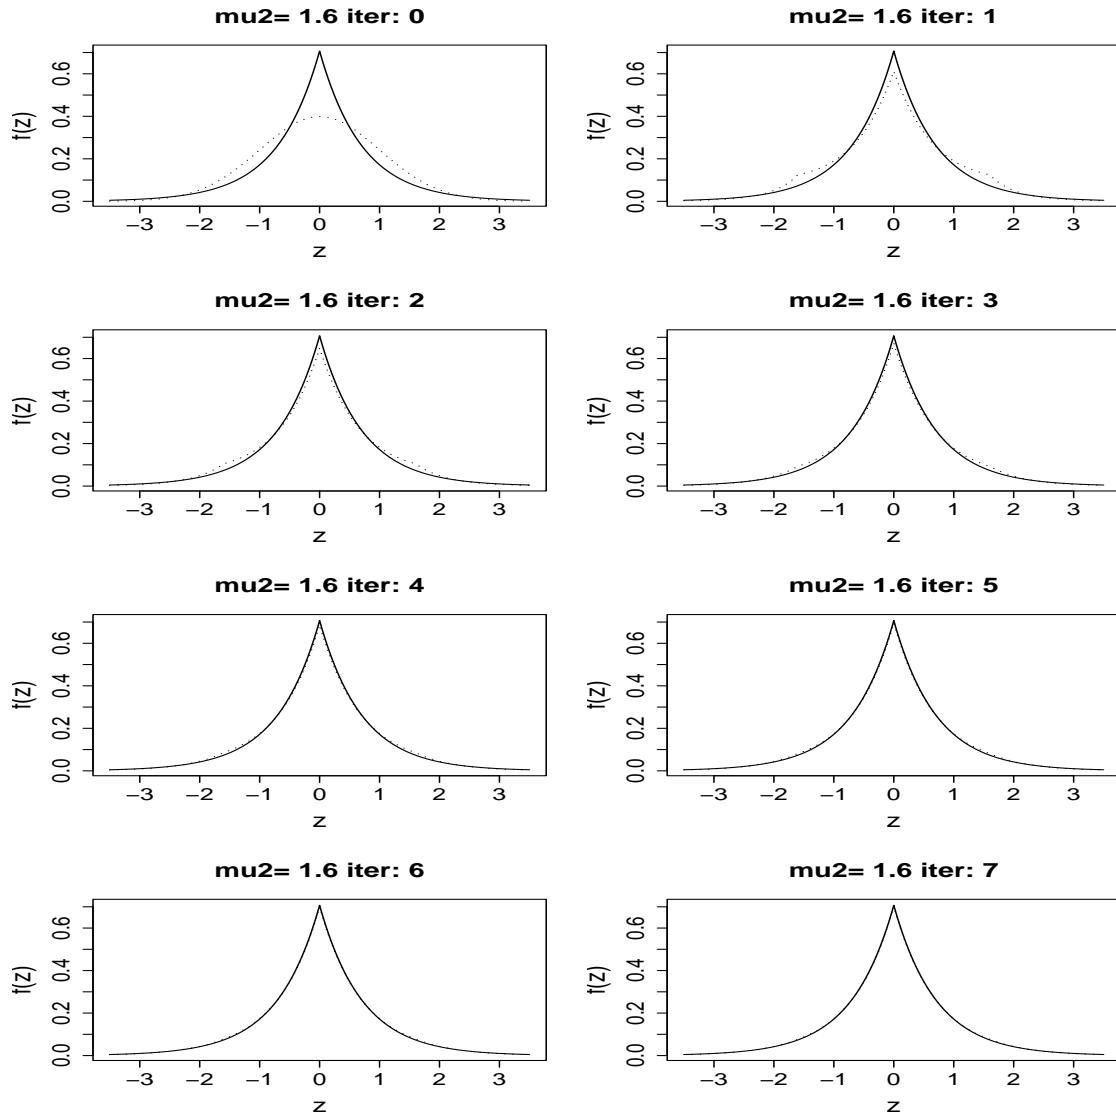 mu2= 1.6 iter: 0
f(z)
0.0 0.2 0.4 0.6
−3 −2 −1 0 1 2 3
z
mu2= 1.6 iter: 1
f(z)
0.0 0.2 0.4 0.6
−3 −2 −1 0 1 2 3
z
mu2= 1.6 iter: 2
f(z)
0.0 0.2 0.4 0.6
−3 −2 −1 0 1 2 3
z
mu2= 1.6 iter: 3
f(z)
0.0 0.2 0.4 0.6
−3 −2 −1 0 1 2 3
z
mu2= 1.6 iter: 4
f(z)
0.0 0.2 0.4 0.6
−3 −2 −1 0 1 2 3
z
mu2= 1.6 iter: 5
f(z)
0.0 0.2 0.4 0.6
−3 −2 −1 0 1 2 3
z
mu2= 1.6 iter: 6
f(z)
0.0 0.2 0.4 0.6
−3 −2 −1 0 1 2 3
z
mu2= 1.6 iter: 7
f(z)
0.0 0.2 0.4 0.6
−3 −2 −1 0 1 2 3
z